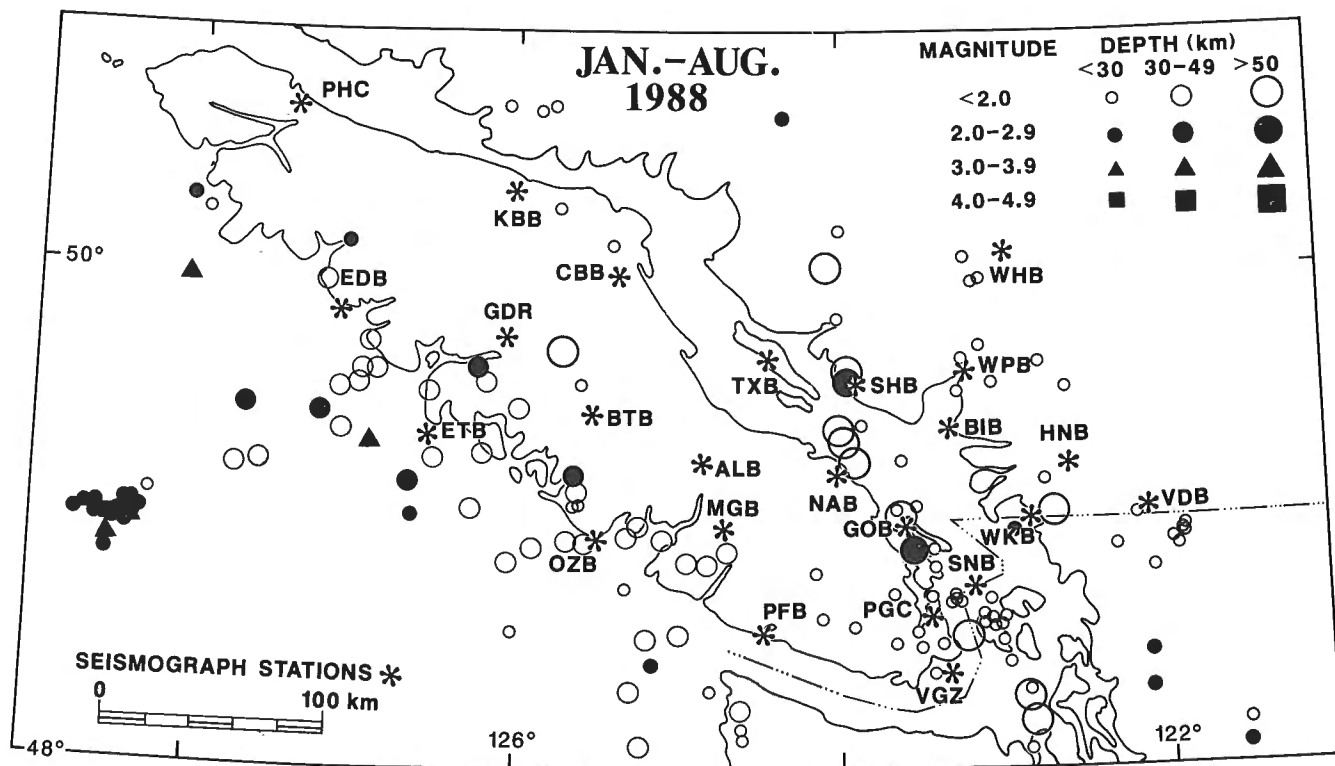 JAN.–AUG.
1988
MAGNITUDE
DEPTH (km)
<30 30-49 >50
<2.0
2.0-2.9
3.0-3.9
4.0-4.9
PHC
KBB
50°
EDB
CBB
WHB
GDR
TXB
SHB
WPB
BTB
ETB
BIB
HNB
ALB
NAB
MGB
GOB
WKB
VDB
OZB
SNB
PFB
PGC
VGZ
SEISMOGRAPH STATIONS *
0 100 km
48°
126°
122°